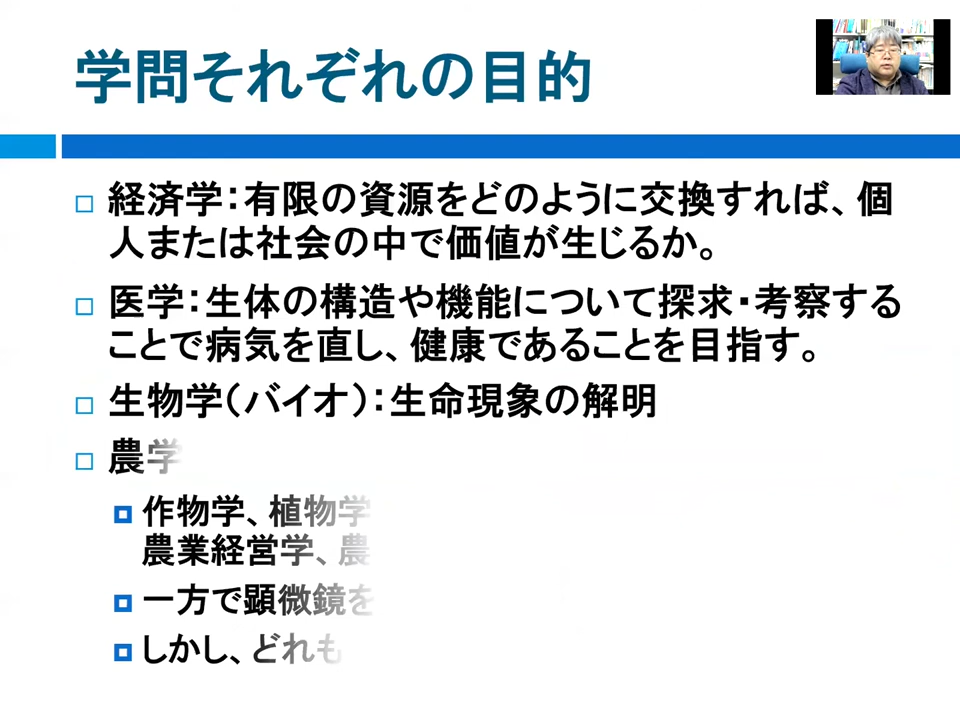 学問それぞれの目的
経済学：有限の資源をどのように交換すれば、個
人または社会の中で価値が生じるか。
医学：生体の構造や機能について探求・考察する
ことで病気を直し、健康であることを目指す。
生物学（バイオ）：生命現象の解明
農学
作物学、植物学
農業経営学、農
一方で顕微鏡を
しかし、どれも